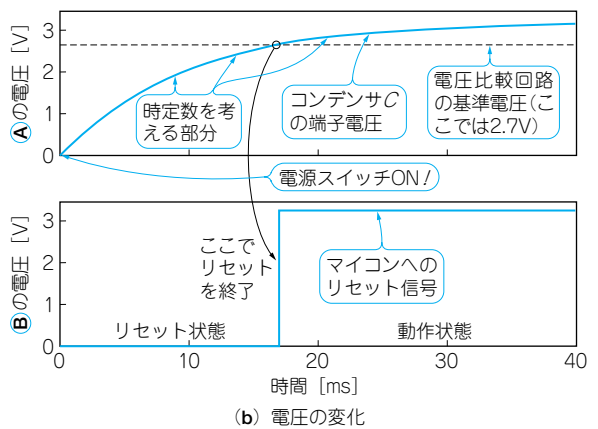 Ⓐの電圧 [V]
3
2
1
0
時定数を考
える部分
コンデンサC
の端子電圧
電圧比較回路
の基準電圧(こ
こでは2.7V)
電源スイッチON!
Ⓑの電圧 [V]
3
2
1
0
ここで
リセット
を終了
マイコンへの
リセット信号
リセット状態
動作状態
0
10
20
30
40
時間 [ms]
(b) 電圧の変化